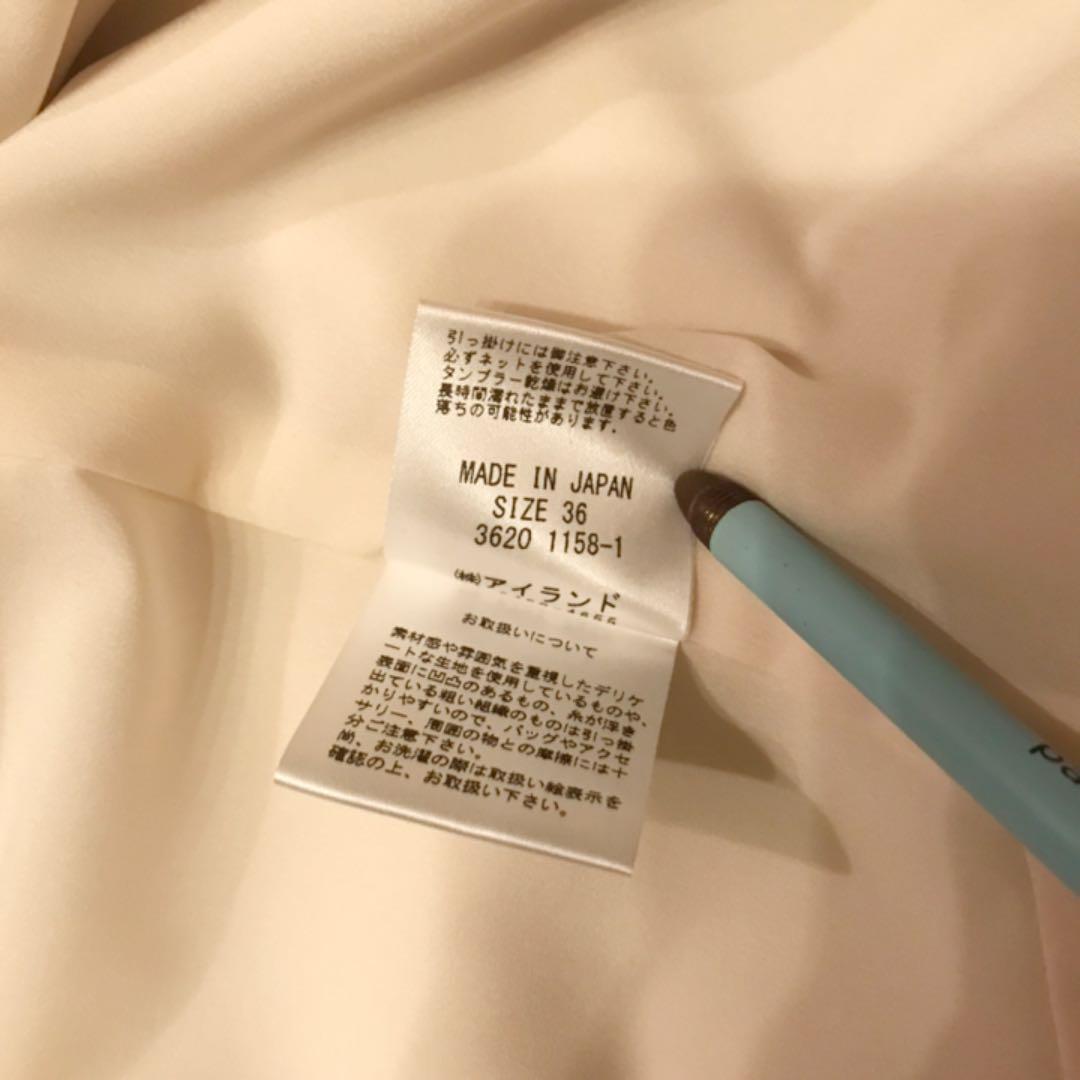 引っ掛けには御注意下さい。
必ずネットを使用して下さい。
タンブラー乾燥はお避け下さい。
長時間濡れたままで放置すると色
落ちの可能性があります。
MADE IN JAPAN
SIZE 36
3620 1158-1
㈱アイランド
お取扱いについて
素材感や雰囲気を重視したデリケ
ートな生地を使用しているものや、
表面に凹凸のあるもの、糸が浮き
出ている粗い組織のものは引っ掛
かりやすいので、バッグやアクセ
サリー、周囲の物との摩擦には十
分ご注意下さい。
尚、お洗濯の際は取扱い絵表示を
確認の上、お取扱い下さい。